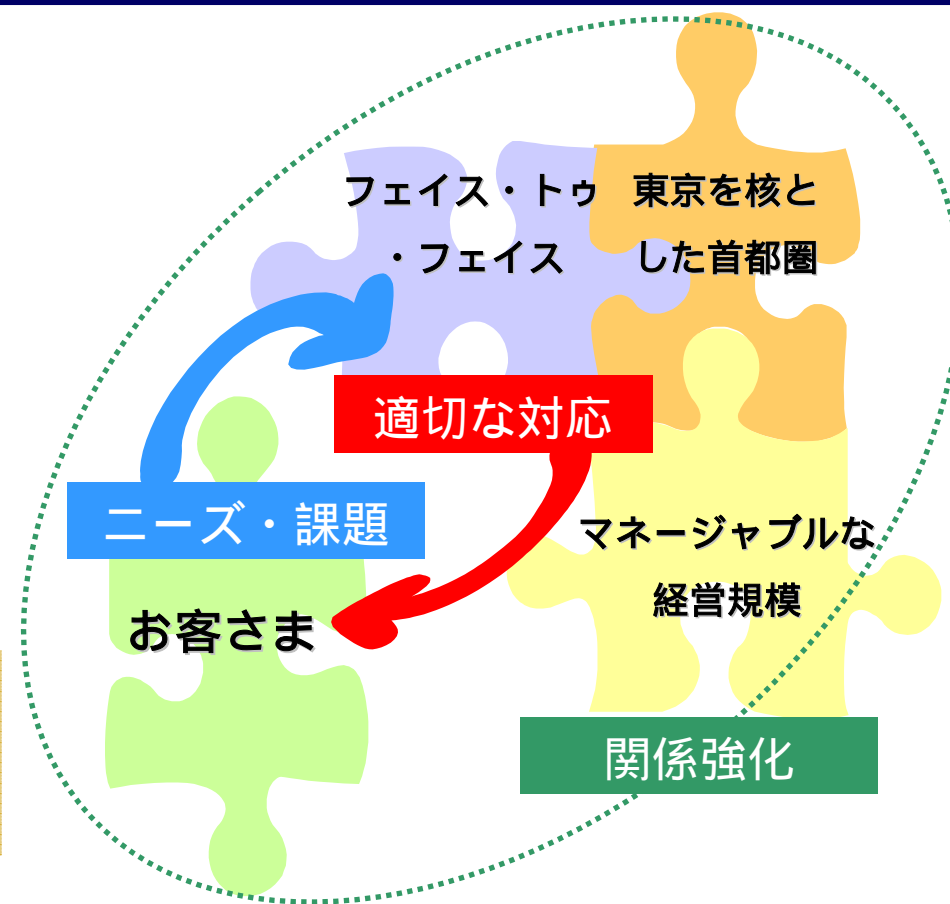 フェイス・トゥ
・フェイス
東京を核と
した首都圏
適切な対応
ニーズ・課題
マネージャブルな
経営規模
お客さま
関係強化